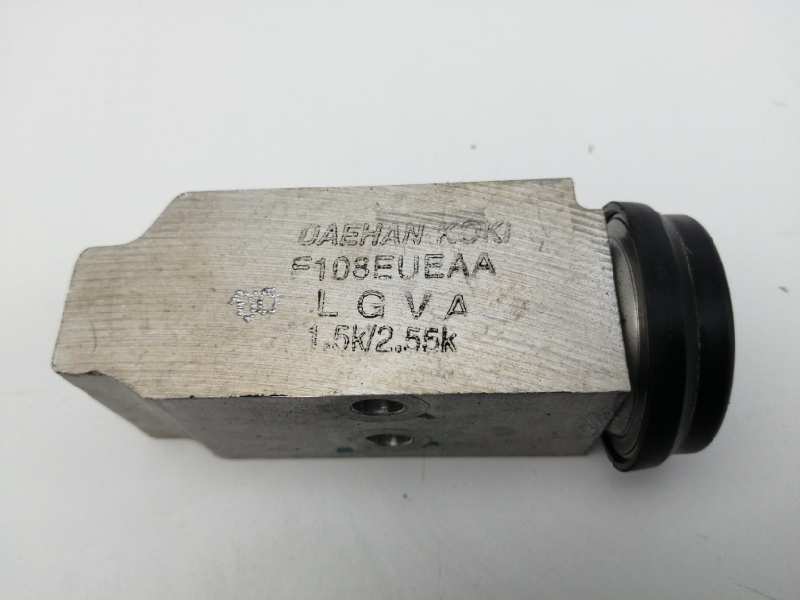 DAEHAN KOKI
F108EUEAA
L G V A
1.5k/2.55k